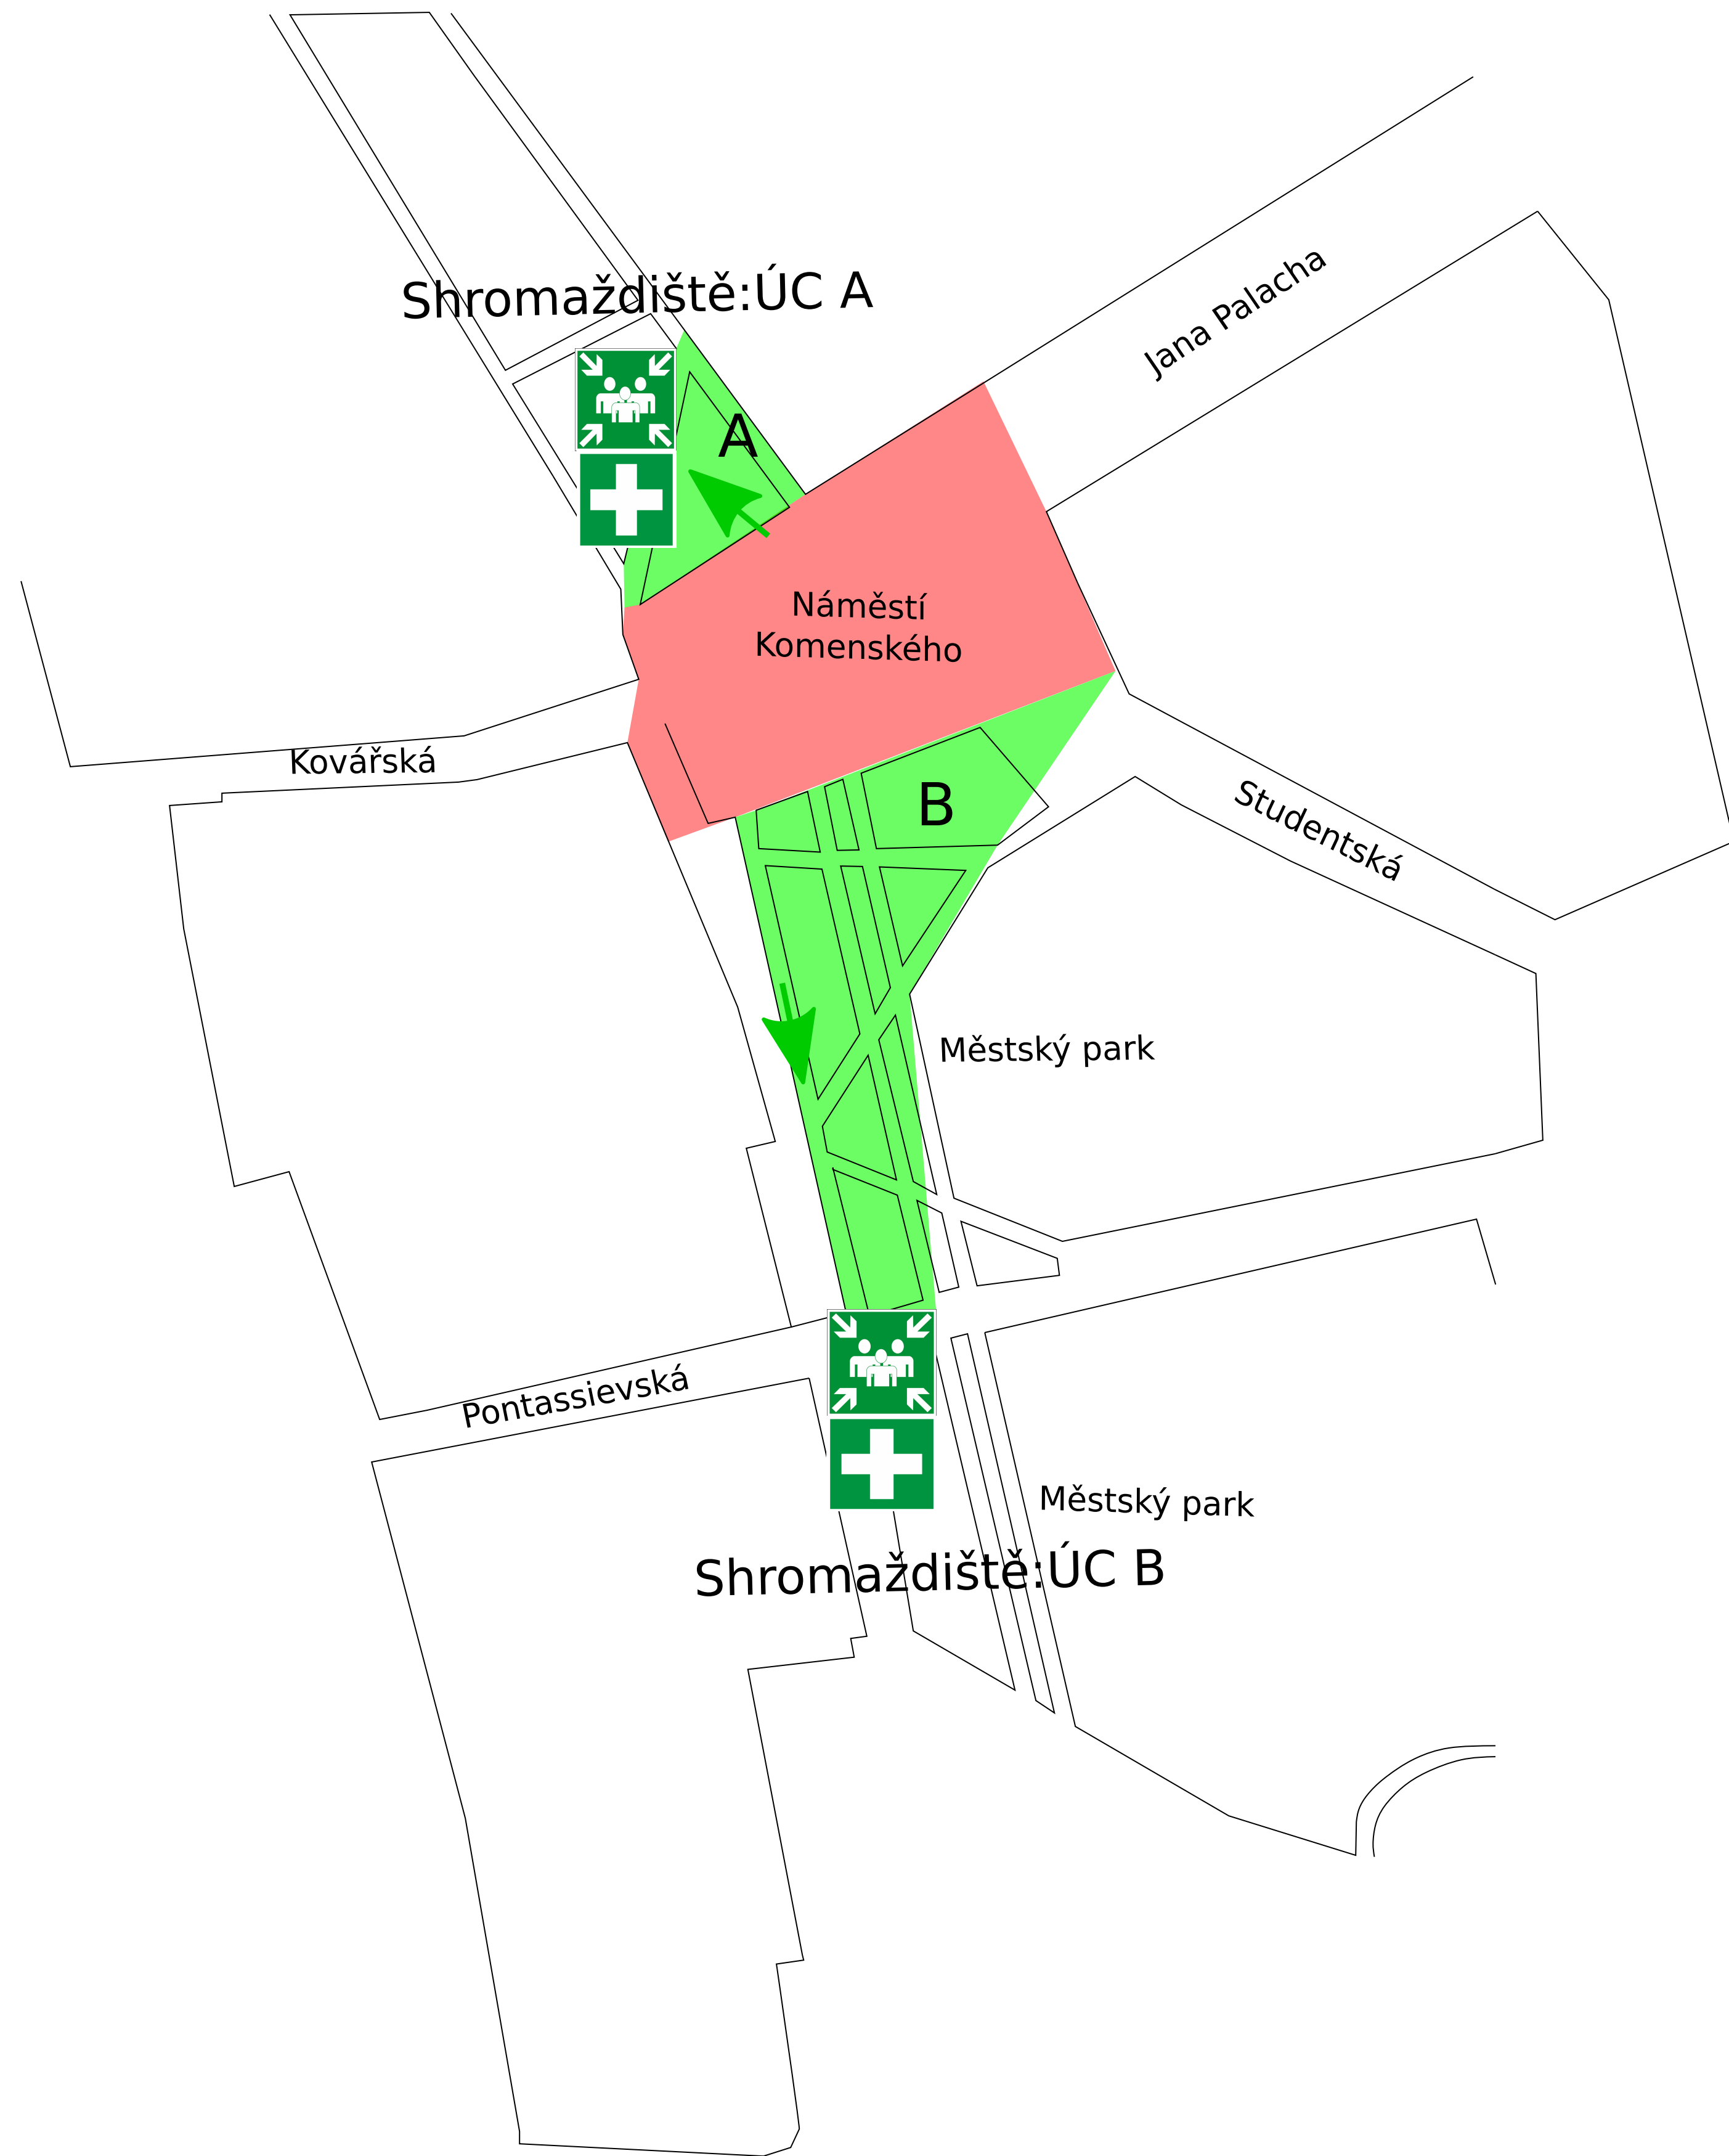 Jana Palacha
Shromaždiště:ÚC A
A
Náměstí
Komenského
Kovářská
B
Studentská
Městský park
Pontassievská
Městský park
Shromaždiště:ÚC B